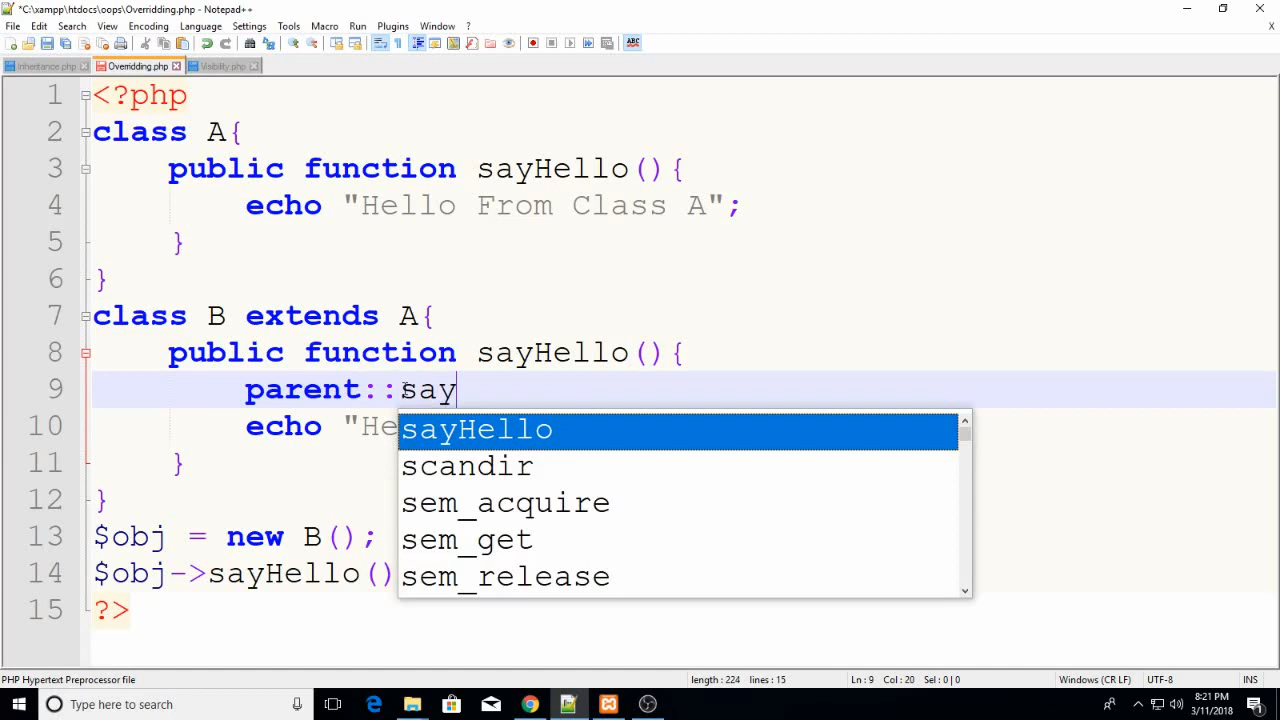 *C:\xampp\htdocs\oops\Overridding.php - Notepad++
File Edit Search View Encoding Language Settings Tools Macro Run Plugins Window ?
Inheritance.php Overridding.php Visibility.php
1 <?php
2 class A{
3 public function sayHello(){
4 echo "Hello From Class A";
5 }
6 }
7 class B extends A{
8 public function sayHello(){
9 parent::say
10 echo "He
11 }
12 }
13 $obj = new B();
14 $obj->sayHello()
15 ?>
sayHello
scandir
sem_acquire
sem_get
sem_release
PHP Hypertext Preprocessor file length : 224 lines : 15 Ln : 9 Col : 20 Sel : 0 | 0 Windows (CR LF) UTF-8 INS
Type here to search
8:21 PM
3/11/2018